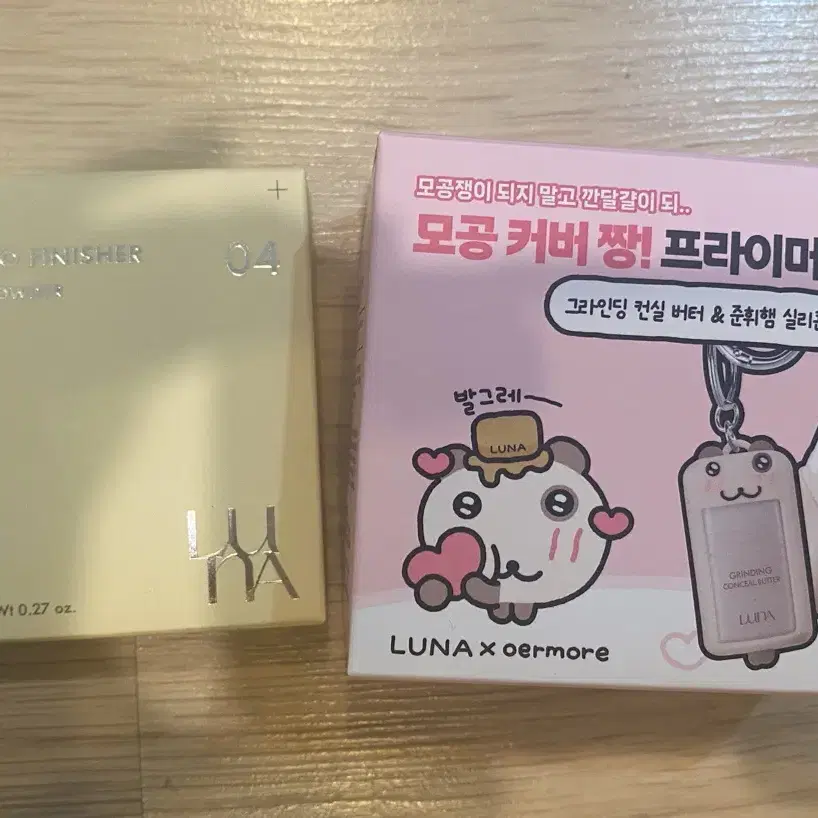 FINISHER
04
Wt 0.27 oz.
LUNA
모공쟁이 되지 말고 깐달걀이 되..
모공 커버 짱! 프라이머
그라인딩 컨실 버터 & 준휘햄 실리콘
발그레
LUNA
GRINDING
CONCEAL BUTTER
LUNA
LUNA x oermore